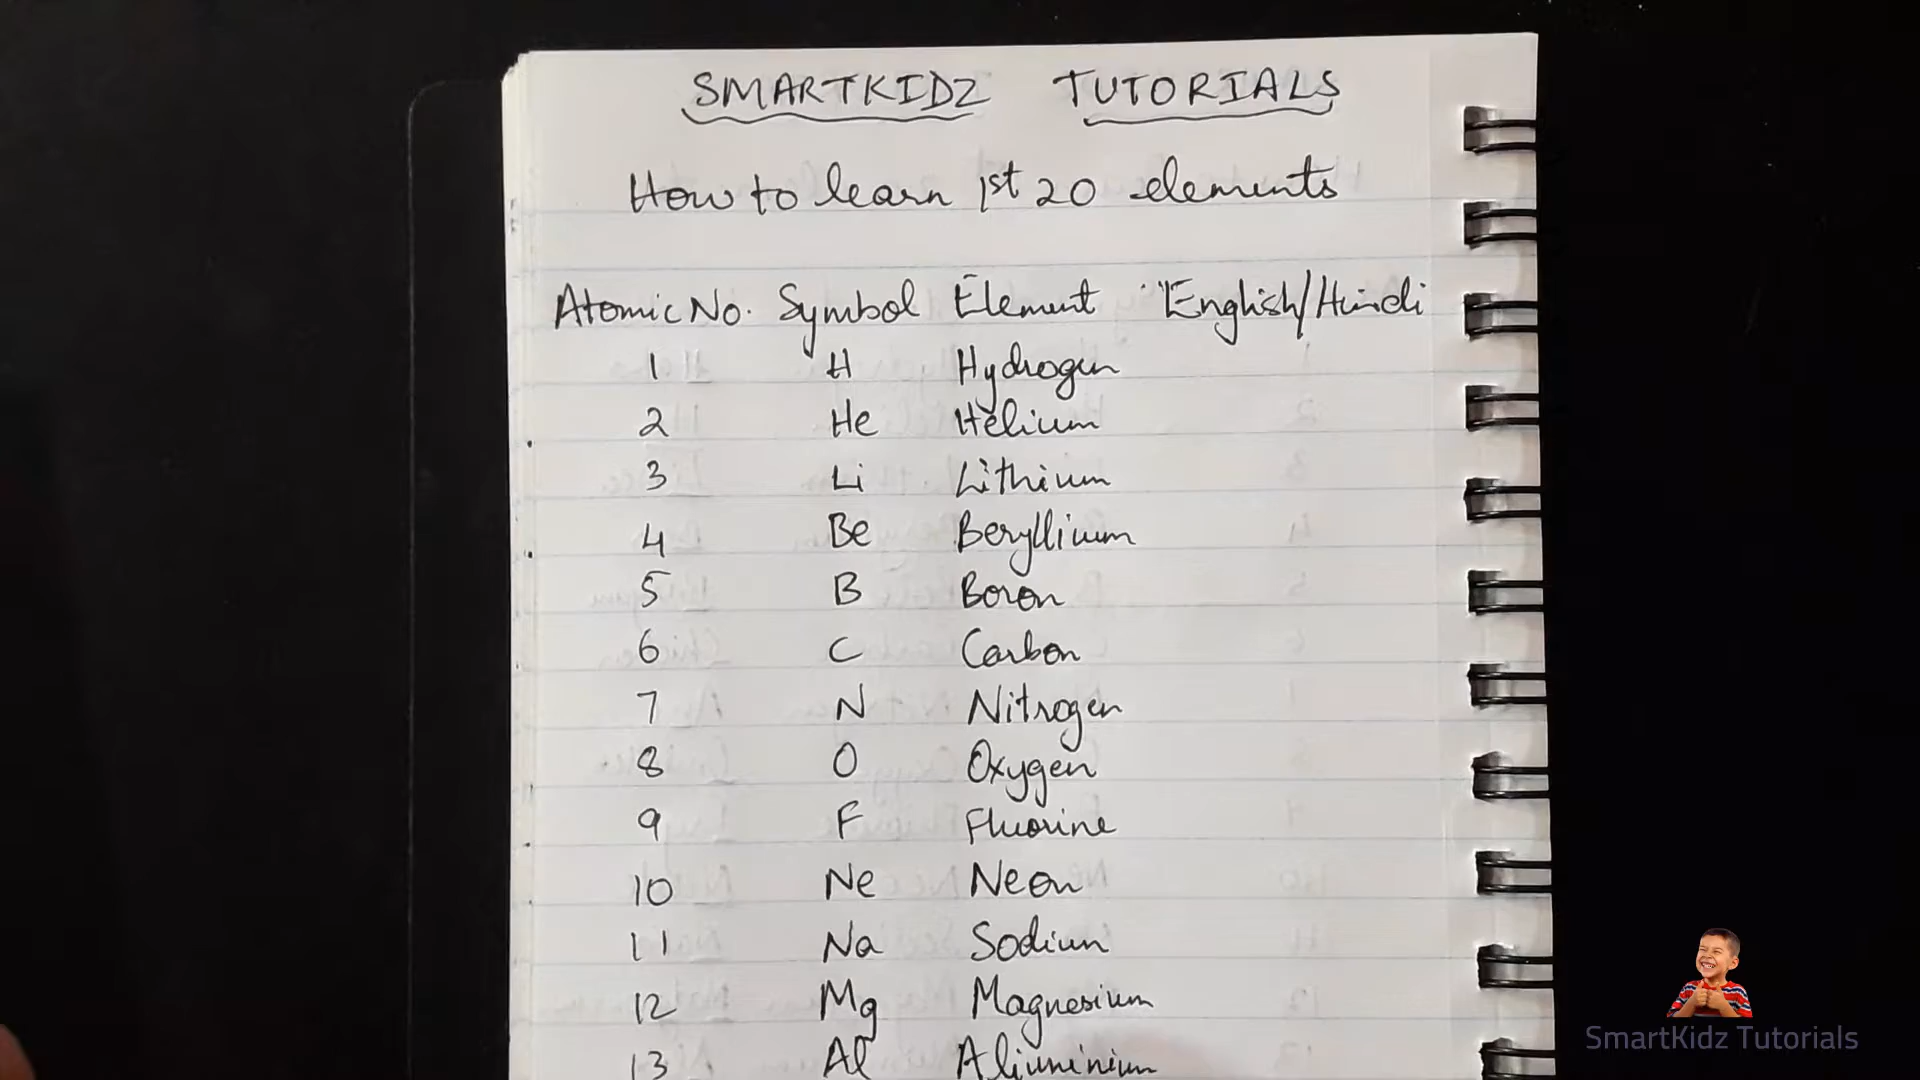 SMARTKIDZ TUTORIALS
How to learn 1st 20 elements
Atomic No. Symbol Element English/Hindi
1 H Hydrogen
2 He Helium
3 Li Lithium
4 Be Beryllium
5 B Boron
6 C Carbon
7 N Nitrogen
8 O Oxygen
9 F Fluorine
10 Ne Neon
11 Na Sodium
12 Mg Magnesium
13 Al Aluminium
SmartKidz Tutorials